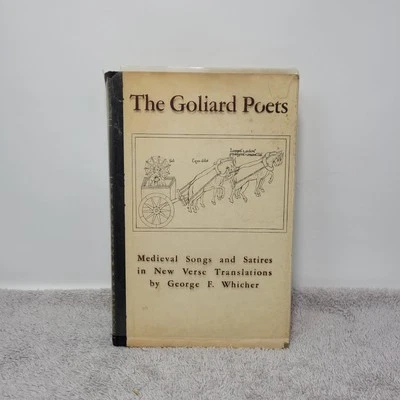 The Goliard Poets
Medieval Songs and Satires
in New Verse Translations
by George F. Whicher